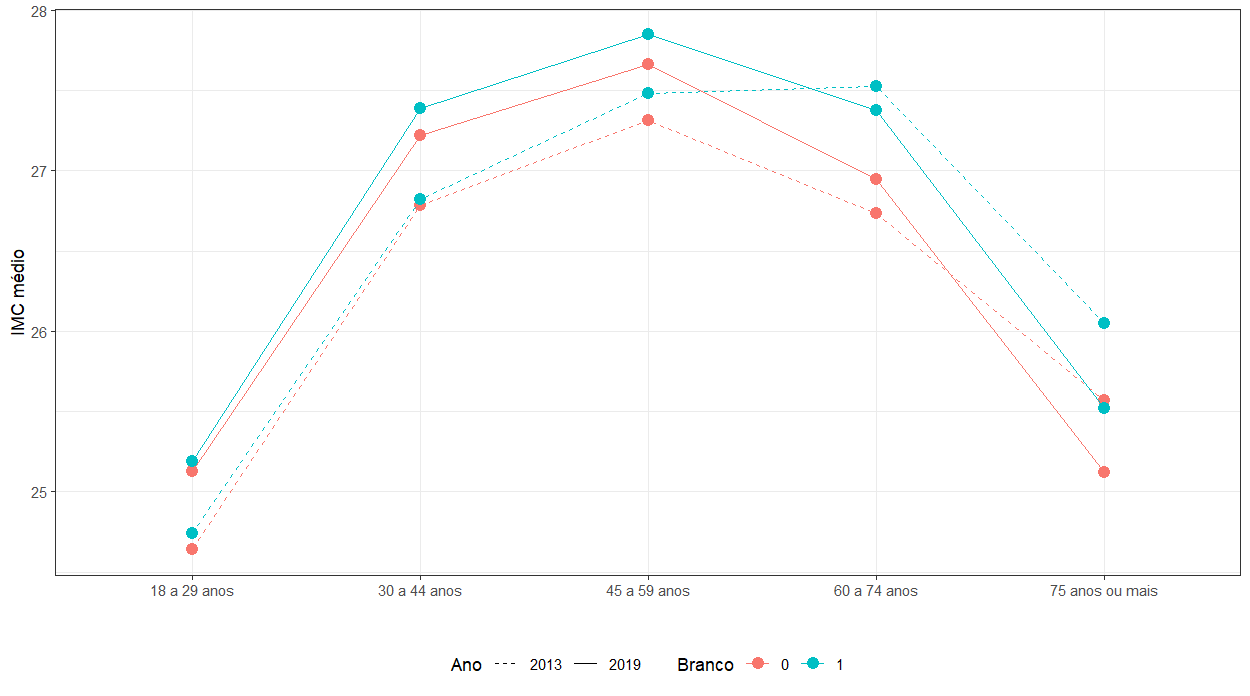 28
27
26
25
IMC médio
18 a 29 anos
30 a 44 anos
45 a 59 anos
60 a 74 anos
75 anos ou mais
Ano 2013 2019 Branco 0 1